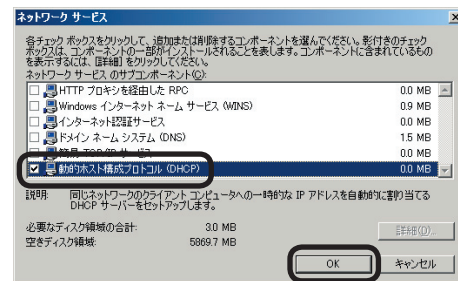 ネットワーク サービス
各チェック ボックスをクリックして、追加または削除するコンポーネントを選んでください。影付きのチェック
ボックスは、コンポーネントの一部がインストールされることを表します。コンポーネントに含まれているもの
を表示するには、[詳細] をクリックしてください。
ネットワーク サービス のサブコンポーネント(C):
HTTP プロキシを経由した RPC 0.0 MB
Windows インターネット ネーム サービス (WINS) 0.9 MB
インターネット認証サービス 0.0 MB
ドメイン ネーム システム (DNS) 1.5 MB
簡易 TCP/IP サービス 0.0 MB
動的ホスト構成プロトコル (DHCP) 0.0 MB
説明: 同じネットワークのクライアント コンピュータへの一時的な IP アドレスを自動的に割り当てる
DHCP サーバーをセットアップします。
必要なディスク領域の合計: 3.0 MB
詳細(D)...
空きディスク領域: 5869.7 MB
OK キャンセル